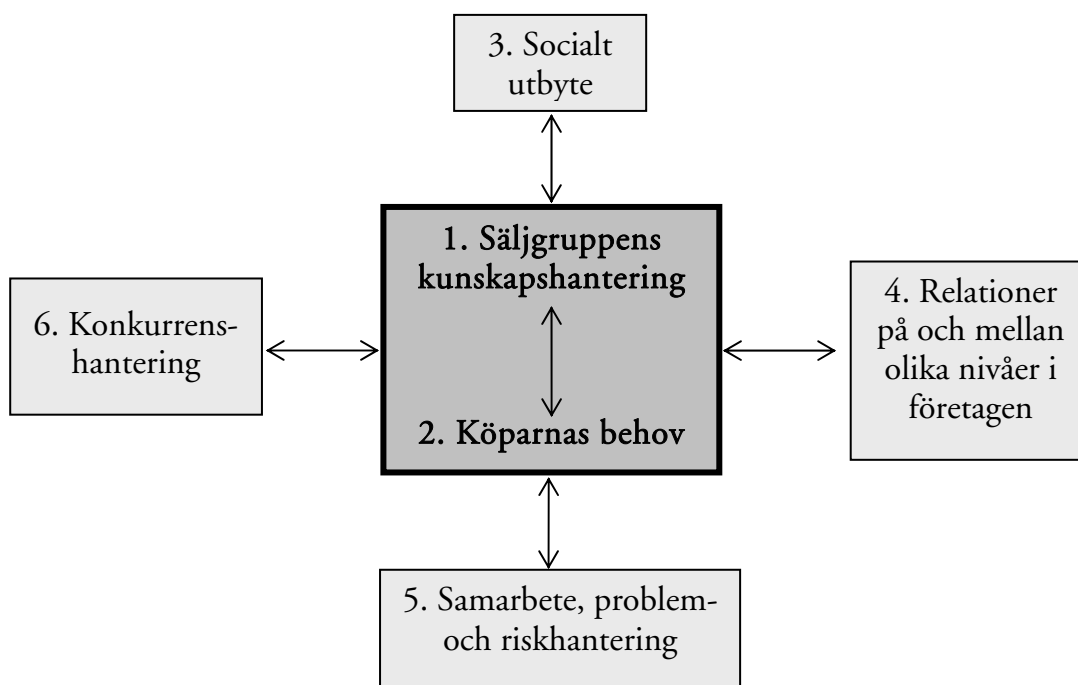 3. Socialt
utbyte
1. Säljgruppens
kunskapshantering
2. Köparnas behov
6. Konkurrens-
hantering
4. Relationer
på och mellan
olika nivåer i
företagen
5. Samarbete, problem-
och riskhantering